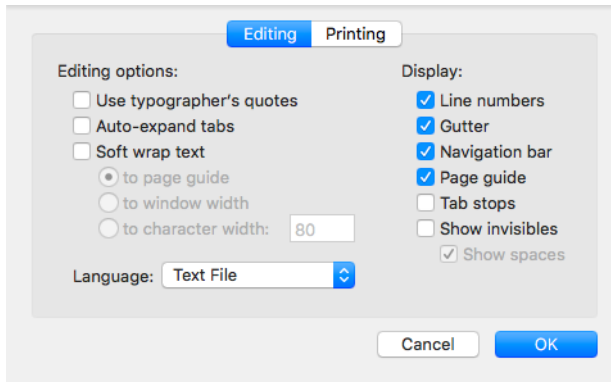 Editing Printing
Editing options:
Use typographer's quotes
Auto-expand tabs
Soft wrap text
to page guide
to window width
to character width: 80
Language: Text File
Display:
Line numbers
Gutter
Navigation bar
Page guide
Tab stops
Show invisibles
Show spaces
Cancel OK